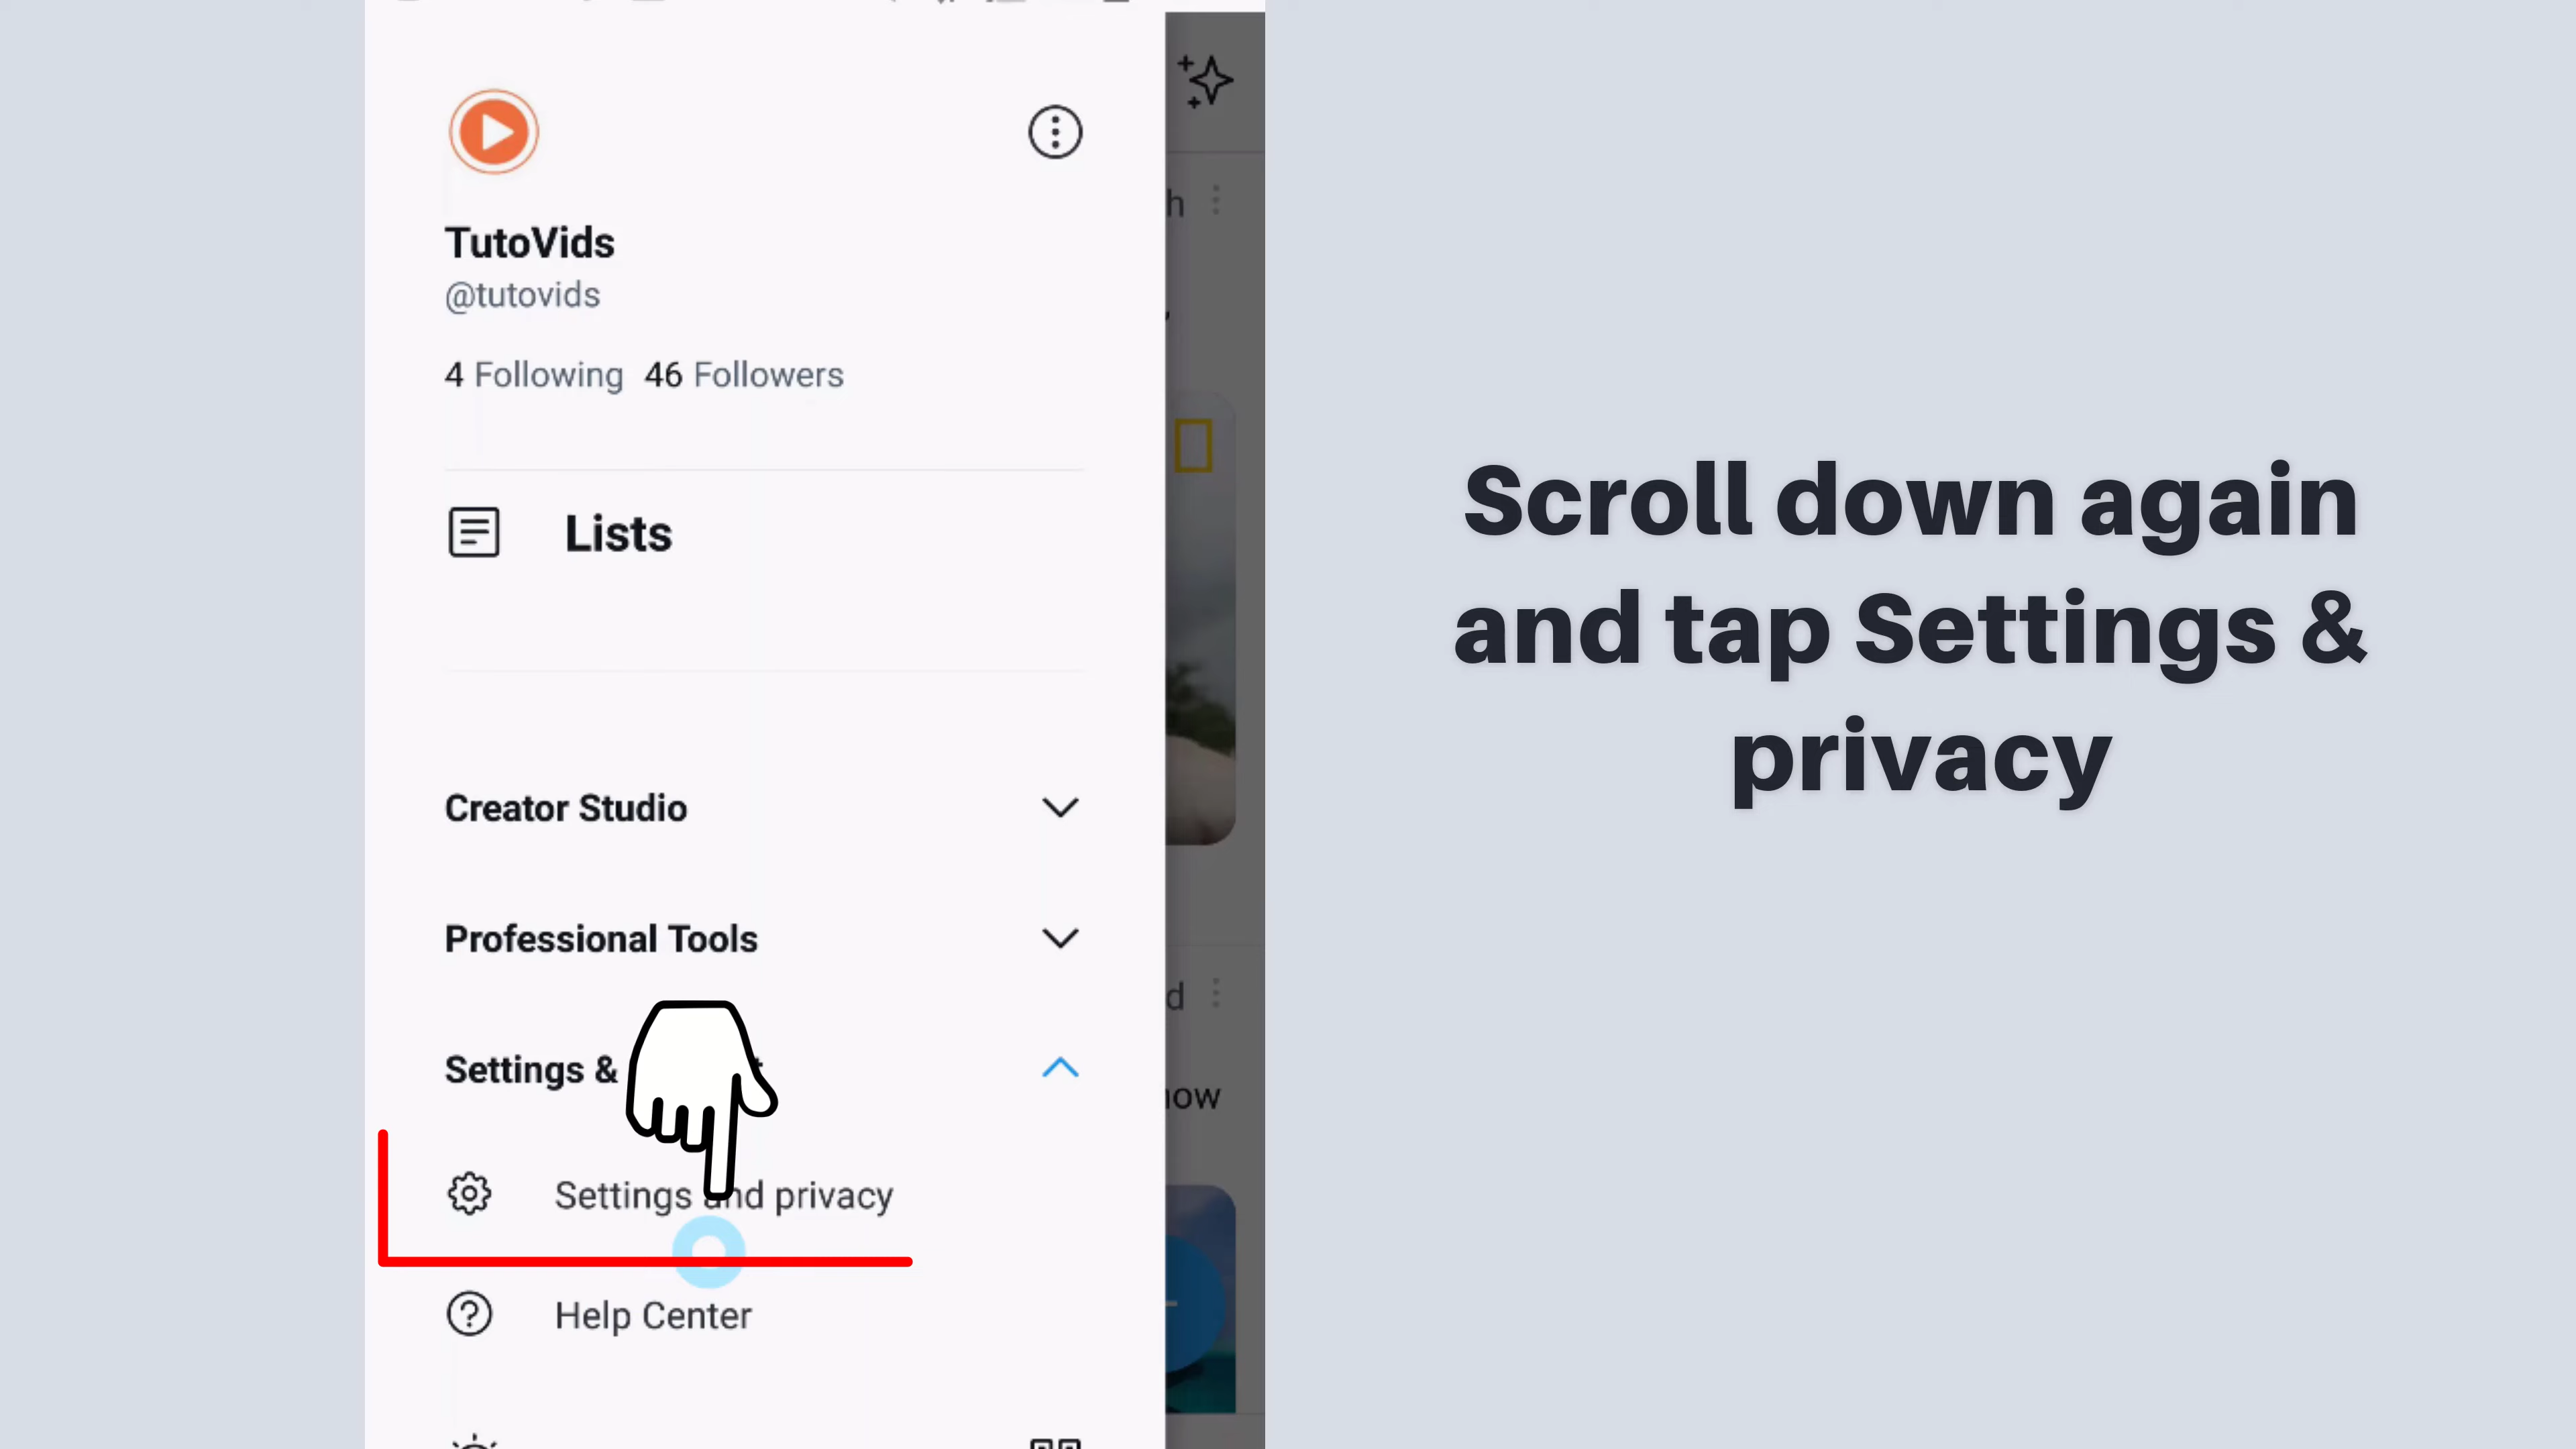 TutoVids
@tutovids
4 Following 46 Followers
Lists
Creator Studio
Professional Tools
Settings &
Settings and privacy
Help Center
h
d
now
Scroll down again
and tap Settings &
privacy